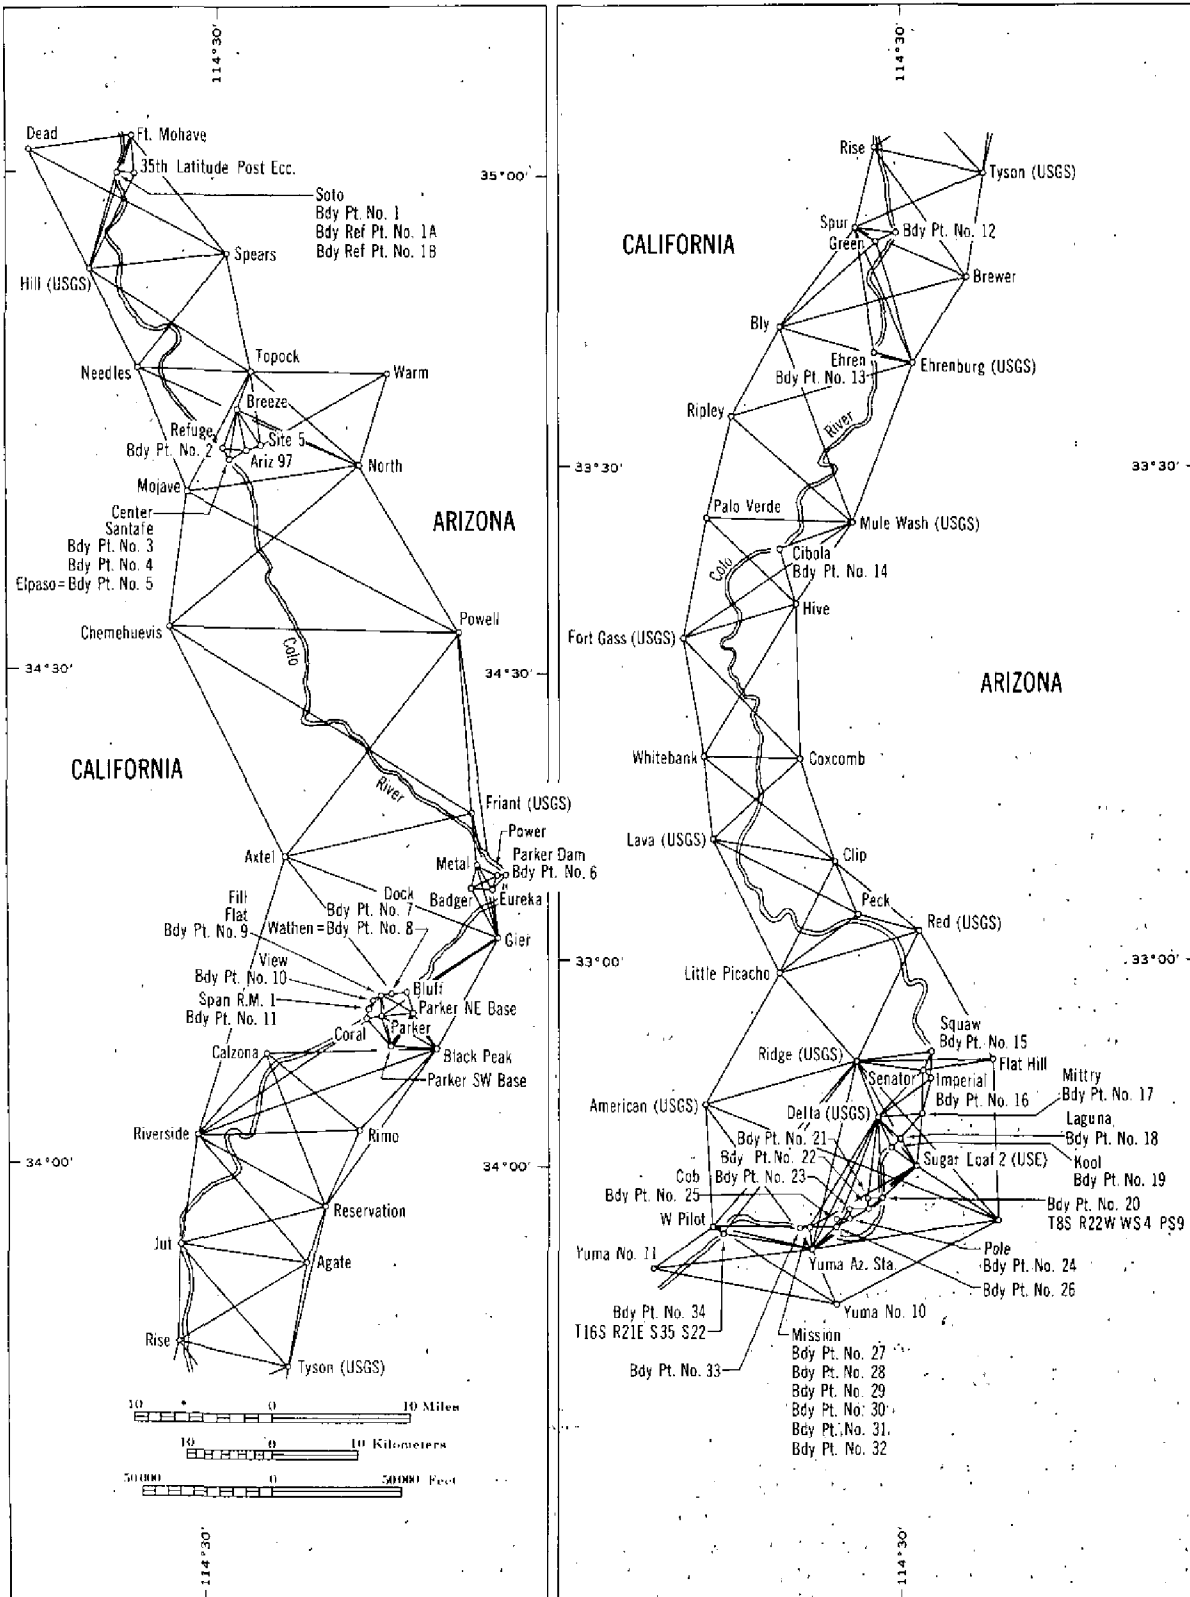 114°30'
Dead
Ft. Mohave
35th Latitude Post Ecc.
35°00'
Soto
Bdy Pt. No. 1
Bdy Ref Pt. No. 1A
Bdy Ref Pt. No. 1B
Spears
Hill (USGS)
Topock
Needles
Warm
Breeze
Refuge
Bdy Pt. No. 2
Site 5
Ariz 97
North
Mojave
Center
Santafe
Bdy Pt. No. 3
Bdy Pt. No. 4
Elpaso=Bdy Pt. No. 5
ARIZONA
Chemehuevis
Powell
Colo
34°30'
34°30'
CALIFORNIA
River
Friant (USGS)
Power
Parker Dam
Bdy Pt. No. 6
Axtel
Metal
Badger
Eureka
Dock
Bdy Pt. No. 7
Fill
Flat
Bdy Pt. No. 9
Wathen=Bdy Pt. No. 8
Gier
View
Bdy Pt. No. 10
Bluff
Span R.M. 1
Bdy Pt. No. 11
Parker NE Base
Coral
Parker
Calzona
Black Peak
Parker SW Base
Riverside
Rimo
34°00'
34°00'
Reservation
Jut
Agate
Rise
Tyson (USGS)
10 0 10 Miles
10 0 10 Kilometers
50000 0 50000 Feet
114°30'
114°30'
Rise
Tyson (USGS)
Spur
Green
Bdy Pt. No. 12
CALIFORNIA
Brewer
Bly
Ehren
Bdy Pt. No. 13
Ehrenburg (USGS)
Ripley
River
33°30'
33°30'
Palo Verde
Mule Wash (USGS)
Cibola
Bdy Pt. No. 14
Colo
Hive
Fort Gass (USGS)
ARIZONA
Whitebank
Coxcomb
Lava (USGS)
Clip
Peck
Red (USGS)
33°00'
33°00'
Little Picacho
Squaw
Bdy Pt. No. 15
Ridge (USGS)
Flat Hill
Senator
Imperial
Bdy Pt. No. 16
Mittry
Bdy Pt. No. 17
American (USGS)
Delta (USGS)
Laguna
Bdy Pt. No. 18
Bdy Pt. No. 21
Bdy Pt. No. 22
Sugar Loaf 2 (USE)
Kool
Bdy Pt. No. 19
Cob
Bdy Pt. No. 23
Bdy Pt. No. 25
Bdy Pt. No. 20
T8S R22W WS4 PS9
W Pilot
Yuma No. 11
Yuma Az. Sta.
Pole
Bdy Pt. No. 24
Bdy Pt. No. 26
Yuma No. 10
Bdy Pt. No. 34
T16S R21E S35 S22
Bdy Pt. No. 33
Mission
Bdy Pt. No. 27
Bdy Pt. No. 28
Bdy Pt. No. 29
Bdy Pt. No. 30
Bdy Pt. No. 31
Bdy Pt. No. 32
114°30'